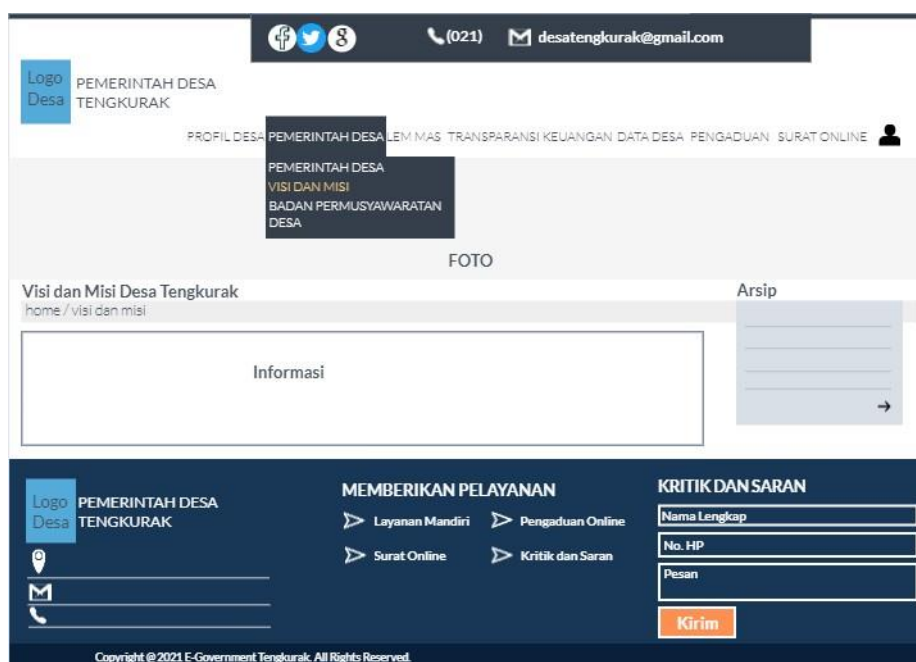 (021) desatengkurak@gmail.com
Logo
Desa
PEMERINTAH DESA
TENGKURAK
PROFIL DESA PEMERINTAH DESA LEM MAS TRANSPARANSI KEUANGAN DATA DESA PENGADUAN SURAT ONLINE
PEMERINTAH DESA
VISI DAN MISI
BADAN PERMUSYAWARATAN
DESA
FOTO
Visi dan Misi Desa Tengkurak
home / visi dan misi
Arsip
Informasi
Logo
Desa
PEMERINTAH DESA
TENGKURAK
MEMBERIKAN PELAYANAN
Layanan Mandiri Pengaduan Online
Surat Online Kritik dan Saran
KRITIK DAN SARAN
Nama Lengkap
No. HP
Pesan
Kirim
Copyright @ 2021 E-Government Tengkurak. All Rights Reserved.